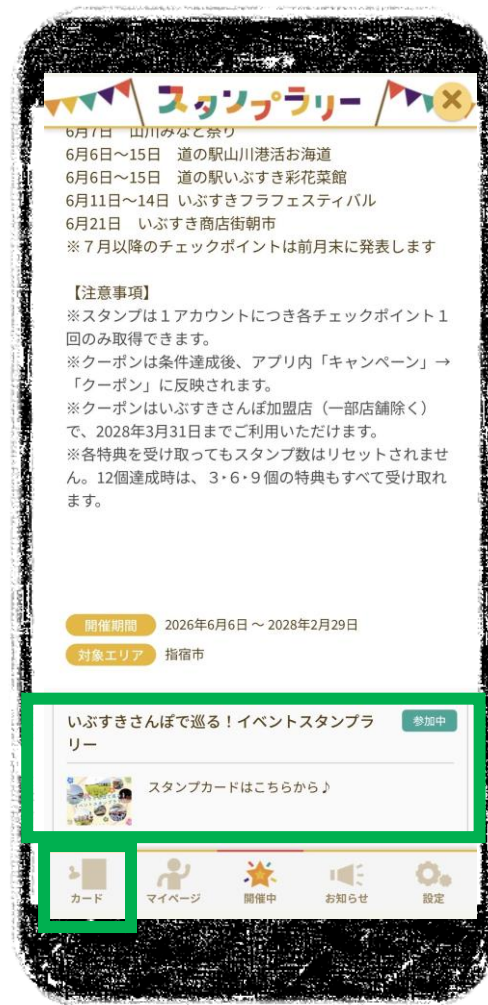 スタンプラリー
6月7日 山川みなと祭り
6月6日～15日 道の駅山川港活お海道
6月6日～15日 道の駅いぶすき彩花菜館
6月11日～14日 いぶすきフラフェスティバル
6月21日 いぶすき商店街朝市
※７月以降のチェックポイントは前月末に発表します
【注意事項】
※スタンプは１アカウントにつき各チェックポイント１
回のみ取得できます。
※クーポンは条件達成後、アプリ内「キャンペーン」→
「クーポン」に反映されます。
※クーポンはいぶすきさんぽ加盟店（一部店舗除く）
で、2028年3月31日までご利用いただけます。
※各特典を受け取ってもスタンプ数はリセットされませ
ん。12個達成時は、３･６･９個の特典もすべて受け取れ
ます。
開催期間 2026年6月6日 ～ 2028年2月29日
対象エリア 指宿市
いぶすきさんぽで巡る！イベントスタンプラ
リー
参加中
スタンプカードはこちらから♪
カード マイページ 開催中 お知らせ 設定